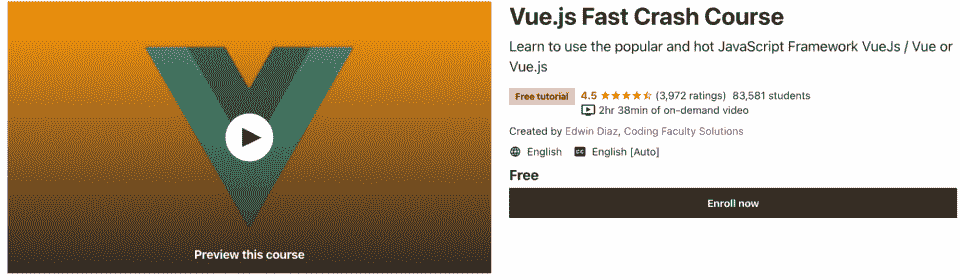 Vue.js Fast Crash Course
Learn to use the popular and hot JavaScript Framework VueJs / Vue or
Vue.js
Free tutorial 4.5 (3,972 ratings) 83,581 students
2hr 38min of on-demand video
Created by Edwin Diaz, Coding Faculty Solutions
English CC English [Auto]
Free
Enroll now
Preview this course